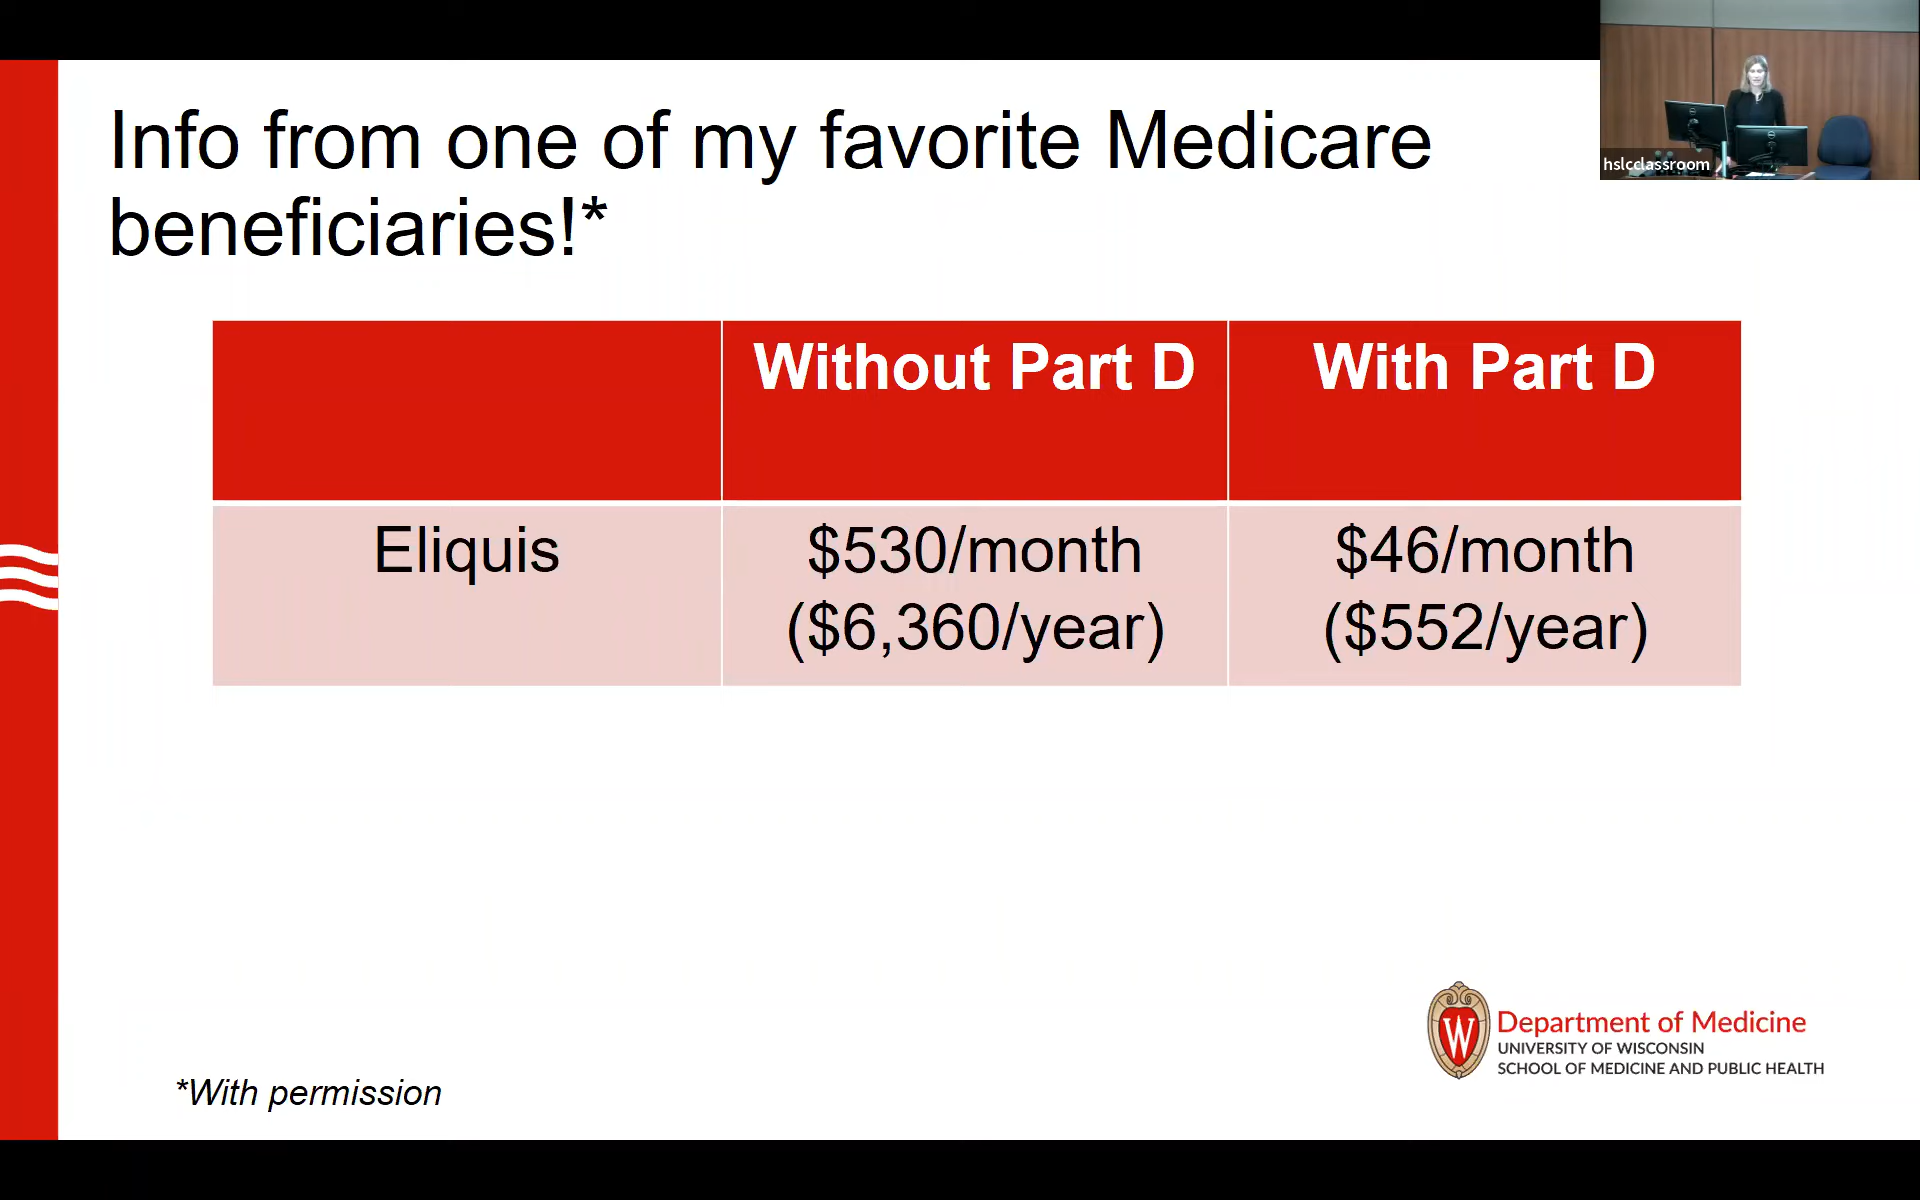 Info from one of my favorite Medicare
beneficiaries!*
hslcclassroom
Without Part D
With Part D
Eliquis
$530/month
($6,360/year)
$46/month
($552/year)
W
Department of Medicine
UNIVERSITY OF WISCONSIN
SCHOOL OF MEDICINE AND PUBLIC HEALTH
*With permission